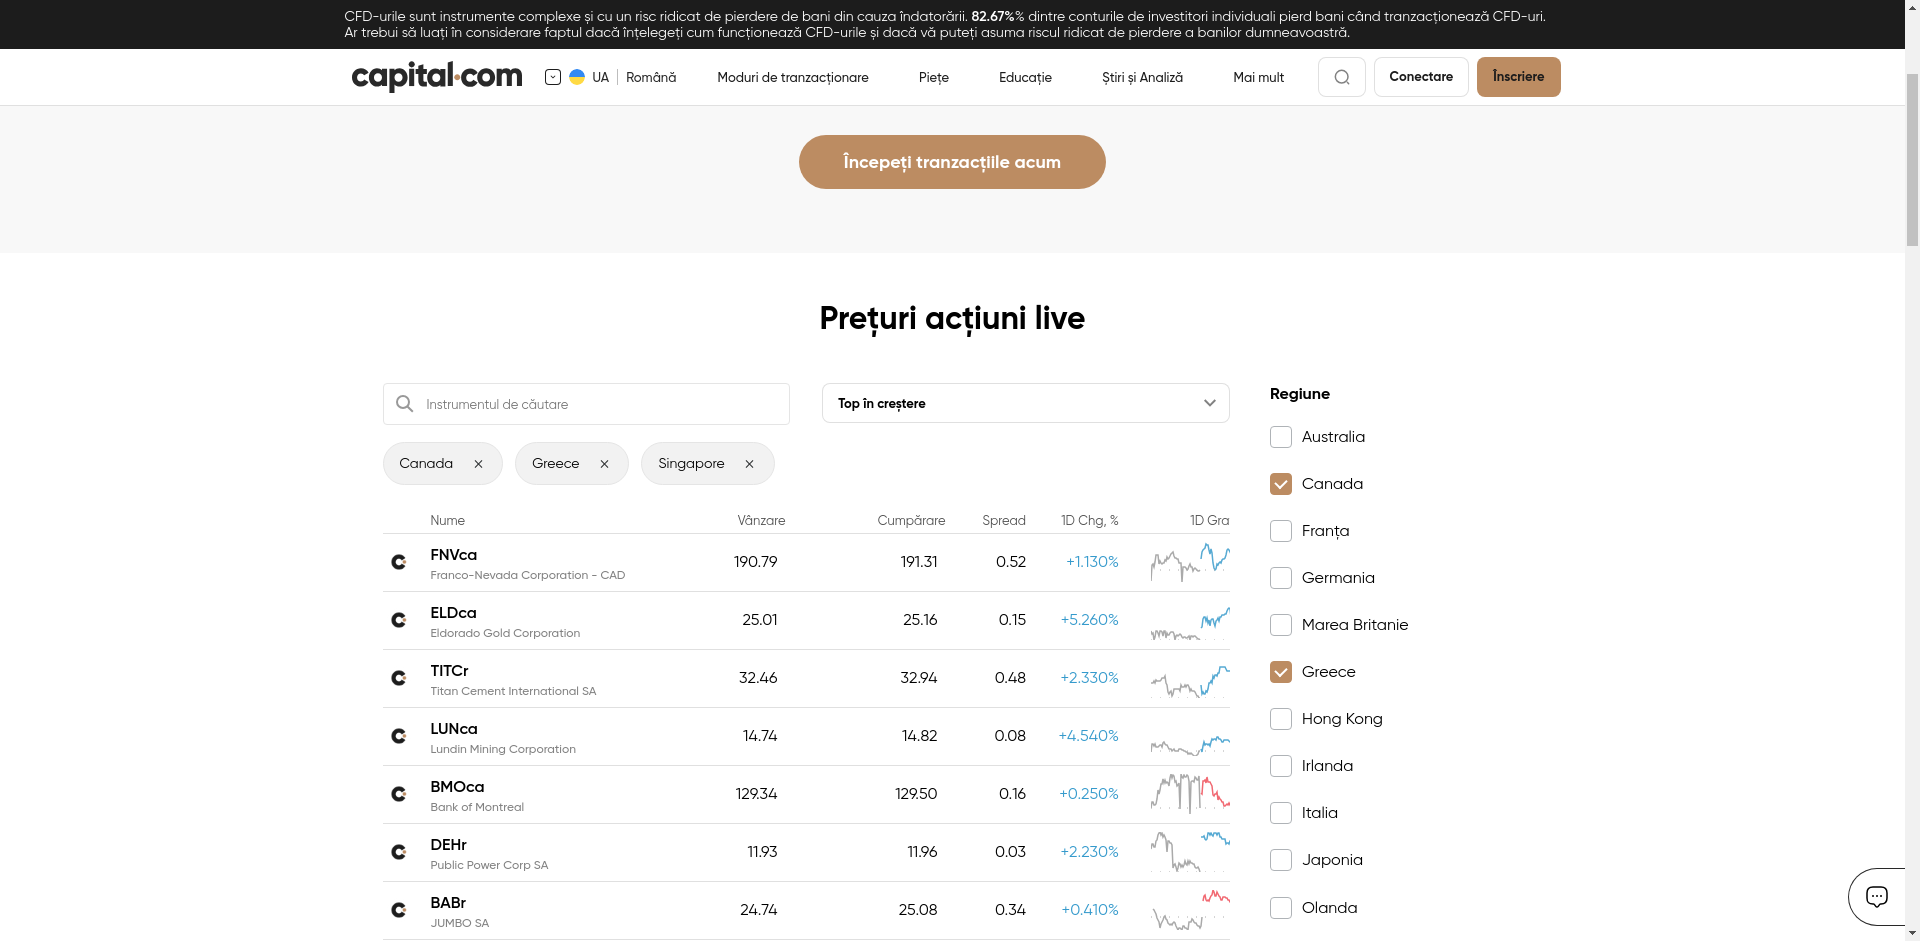 CFD-urile sunt instrumente complexe și cu un risc ridicat de pierdere de bani din cauza îndatorării. 82.67%% dintre conturile de investitori individuali pierd bani când tranzacționează CFD-uri.
Ar trebui să luați în considerare faptul dacă înțelegeți cum funcționează CFD-urile și dacă vă puteți asuma riscul ridicat de pierdere a banilor dumneavoastră.
capital.com
UA
Română
Moduri de tranzacționare
Piețe
Educație
Știri și Analiză
Mai mult
Conectare
Înscriere
Începeți tranzacțiile acum
Prețuri acțiuni live
Instrumentul de căutare
Top în creștere
Canada
Greece
Singapore
Nume Vânzare Cumpărare Spread 1D Chg, % 1D Gra
FNVca 190.79 191.31 0.52 +1.130%
Franco-Nevada Corporation - CAD
ELDca 25.01 25.16 0.15 +5.260%
Eldorado Gold Corporation
TITCr 32.46 32.94 0.48 +2.330%
Titan Cement International SA
LUNca 14.74 14.82 0.08 +4.540%
Lundin Mining Corporation
BMOca 129.34 129.50 0.16 +0.250%
Bank of Montreal
DEHr 11.93 11.96 0.03 +2.230%
Public Power Corp SA
BABr 24.74 25.08 0.34 +0.410%
JUMBO SA
Regiune
Australia
Canada
Franța
Germania
Marea Britanie
Greece
Hong Kong
Irlanda
Italia
Japonia
Olanda